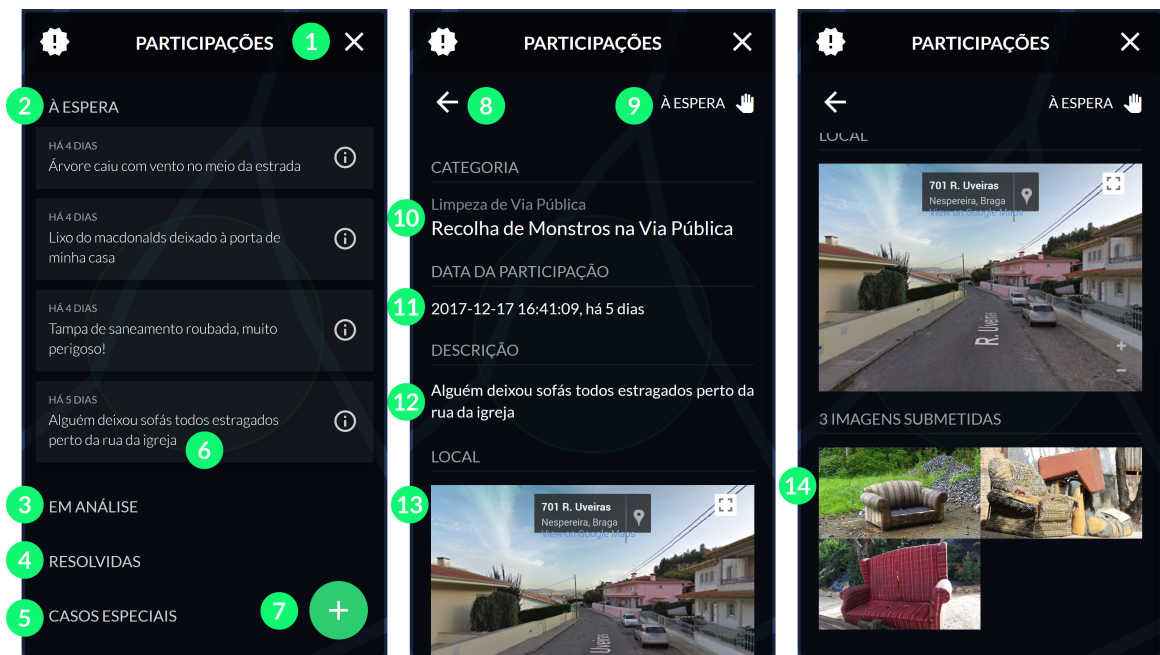 PARTICIPAÇÕES
1
2
À ESPERA
HÁ 4 DIAS
Árvore caiu com vento no meio da estrada
HÁ 4 DIAS
Lixo do macdonalds deixado à porta de
minha casa
HÁ 4 DIAS
Tampa de saneamento roubada, muito
perigoso!
HÁ 5 DIAS
Alguém deixou sofás todos estragados
perto da rua da igreja
6
3
EM ANÁLISE
4
RESOLVIDAS
5
CASOS ESPECIAIS
7
+
PARTICIPAÇÕES
8
9
À ESPERA
CATEGORIA
10
Limpeza de Via Pública
Recolha de Monstros na Via Pública
DATA DA PARTICIPAÇÃO
11
2017-12-17 16:41:09, há 5 dias
DESCRIÇÃO
12
Alguém deixou sofás todos estragados perto da
rua da igreja
LOCAL
13
701 R. Uveiras
Nespereira, Braga
View on Google Maps
R. Uveiras
PARTICIPAÇÕES
À ESPERA
LOCAL
701 R. Uveiras
Nespereira, Braga
View on Google Maps
R. Uveiras
3 IMAGENS SUBMETIDAS
14